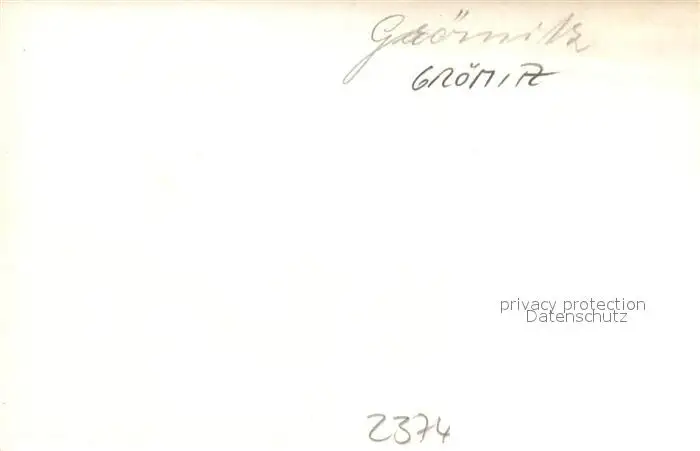 Grömitz
GRÖMITZ
privacy protection
Datenschutz
2374